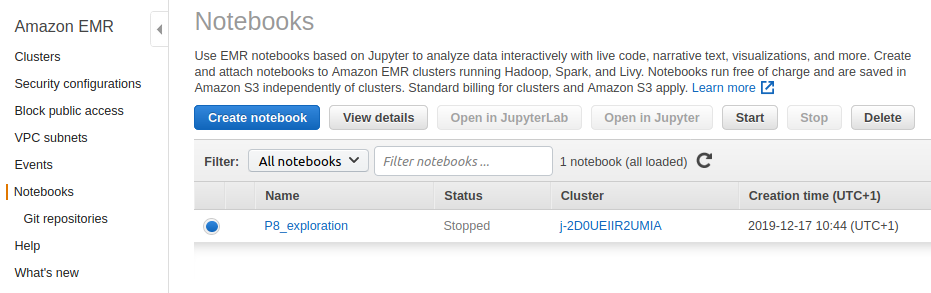 Amazon EMR
Clusters
Security configurations
Block public access
VPC subnets
Events
Notebooks
Git repositories
Help
What's new
Notebooks
Use EMR notebooks based on Jupyter to analyze data interactively with live code, narrative text, visualizations, and more. Create
and attach notebooks to Amazon EMR clusters running Hadoop, Spark, and Livy. Notebooks run free of charge and are saved in
Amazon S3 independently of clusters. Standard billing for clusters and Amazon S3 apply. Learn more
Create notebook View details Open in JupyterLab Open in Jupyter Start Stop Delete
Filter: All notebooks Filter notebooks ... 1 notebook (all loaded)
Name Status Cluster Creation time (UTC+1)
P8_exploration Stopped j-2D0UEIIR2UMIA 2019-12-17 10:44 (UTC+1)